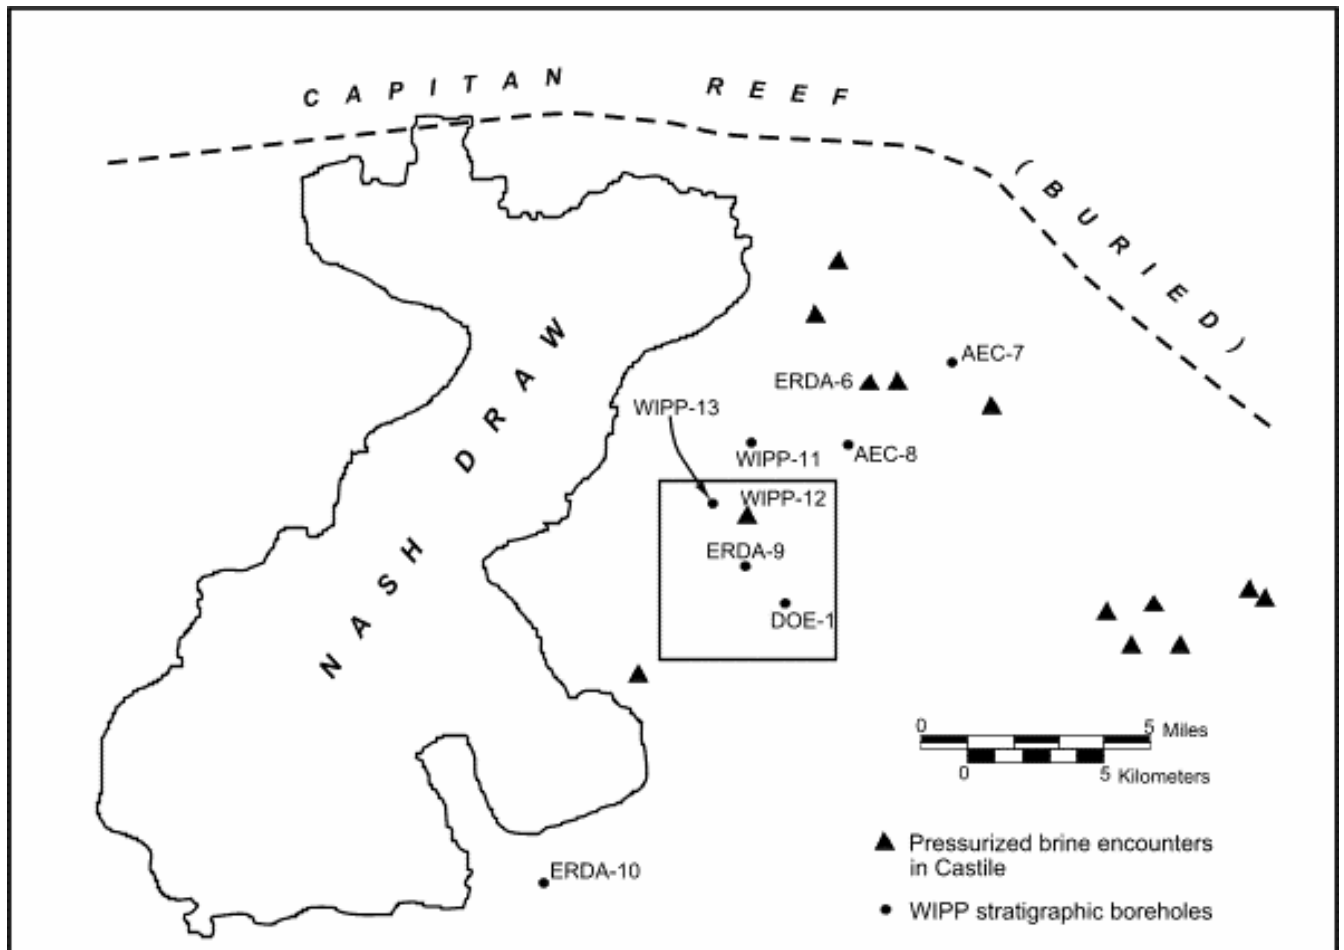 CAPITAN REEF
(BURIED)
NASH DRAW
AEC-7
ERDA-6
WIPP-13
WIPP-11
AEC-8
WIPP-12
ERDA-9
DOE-1
0 5 Miles
0 5 Kilometers
Pressurized brine encounters
in Castile
ERDA-10
WIPP stratigraphic boreholes